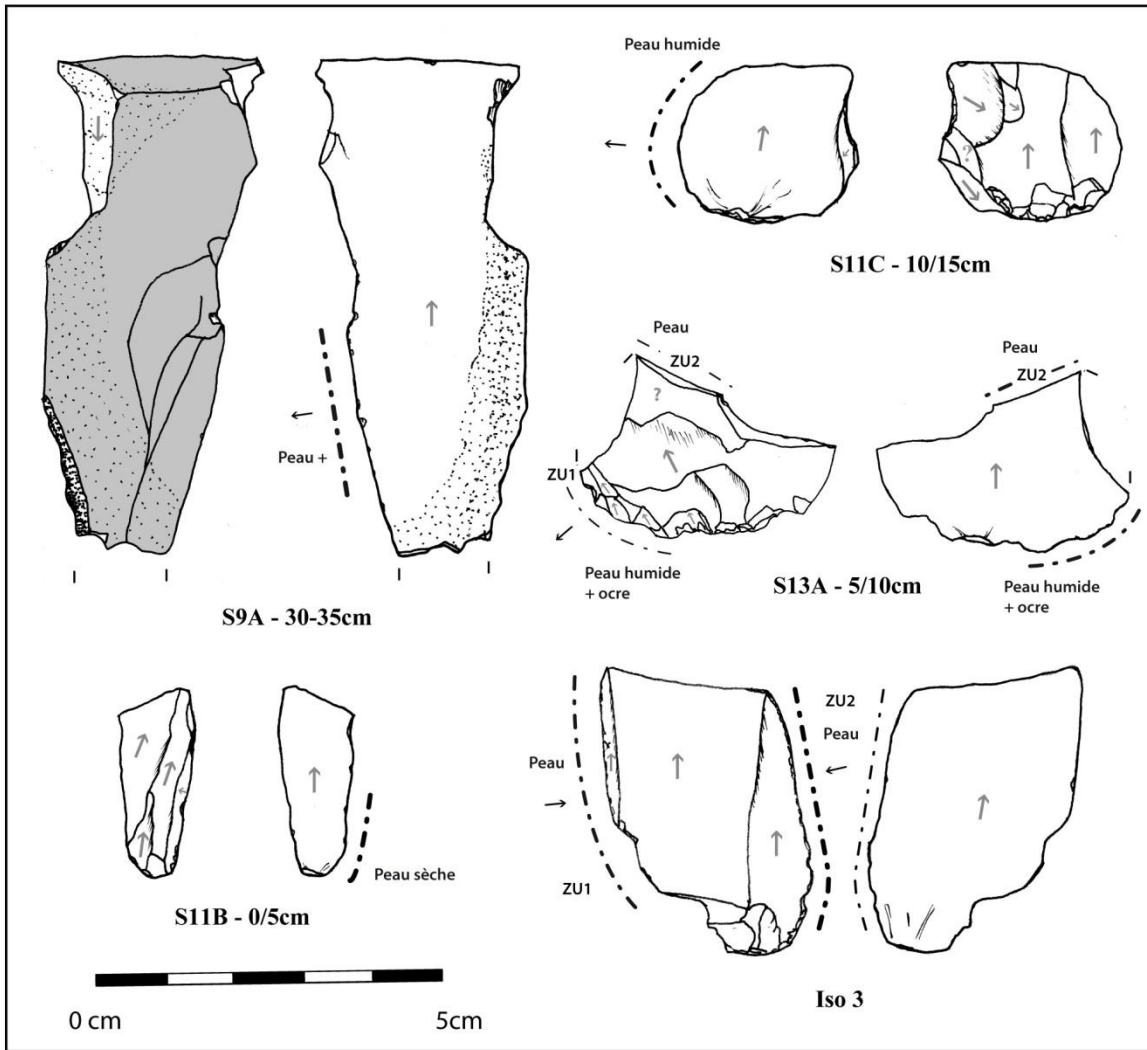 Peau humide
?
S11C - 10/15cm
Peau +
S9A - 30-35cm
Peau
ZU2
?
ZU1
Peau humide
+ ocre
Peau
ZU2
Peau humide
+ ocre
S13A - 5/10cm
Peau sèche
S11B - 0/5cm
Peau
ZU1
ZU2
Peau
Iso 3
0 cm
5cm